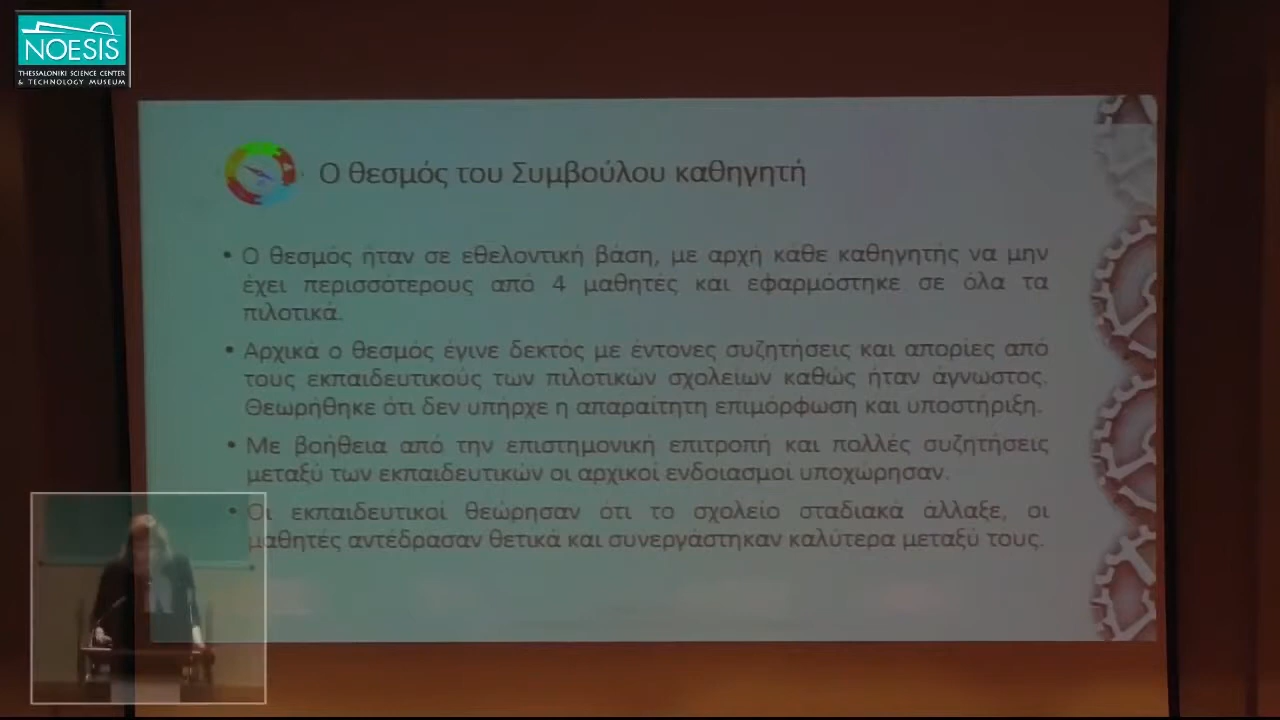 NOESIS
THESSALONIKI SCIENCE CENTER
& TECHNOLOGY MUSEUM
Ο θεσμός του Συμβούλου καθηγητή
• Ο θεσμός ήταν σε εθελοντική βάση, με αρχή κάθε καθηγητής να μην
έχει περισσότερους από 4 μαθητές και εφαρμόστηκε σε όλα τα
πιλοτικά.
• Αρχικά ο θεσμός έγινε δεκτός με έντονες συζητήσεις και απορίες από
τους εκπαιδευτικούς των πιλοτικών σχολείων καθώς ήταν άγνωστος.
Θεωρήθηκε ότι δεν υπήρχε η απαραίτητη επιμόρφωση και υποστήριξη.
• Με βοήθεια από την επιστημονική επιτροπή και πολλές συζητήσεις
μεταξύ των εκπαιδευτικών οι αρχικοί ενδοιασμοί υποχώρησαν.
• Οι εκπαιδευτικοί θεώρησαν ότι το σχολείο σταδιακά άλλαξε, οι
μαθητές αντέδρασαν θετικά και συνεργάστηκαν καλύτερα μεταξύ τους.